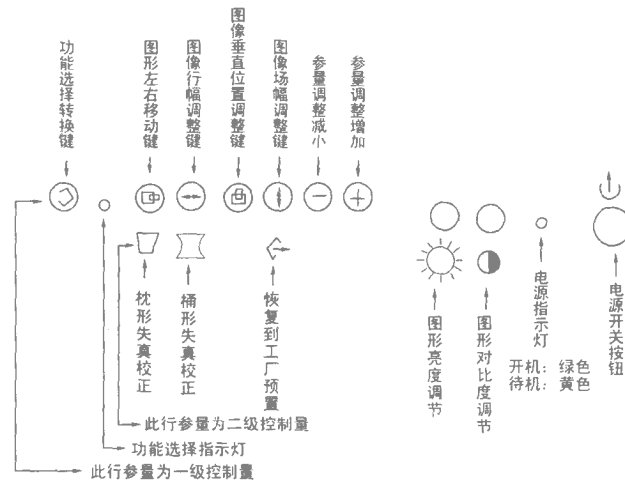 功能选择转换键
图形左右移动键
图像行幅调整键
图像垂直位置调整键
图像场幅调整键
参量调整减小
参量调整增加
枕形失真校正
桶形失真校正
恢复到工厂预置
图形亮度调节
图形对比度调节
电源指示灯
开机：绿色
待机：黄色
电源开关按钮
此行参量为二级控制量
功能选择指示灯
此行参量为一级控制量